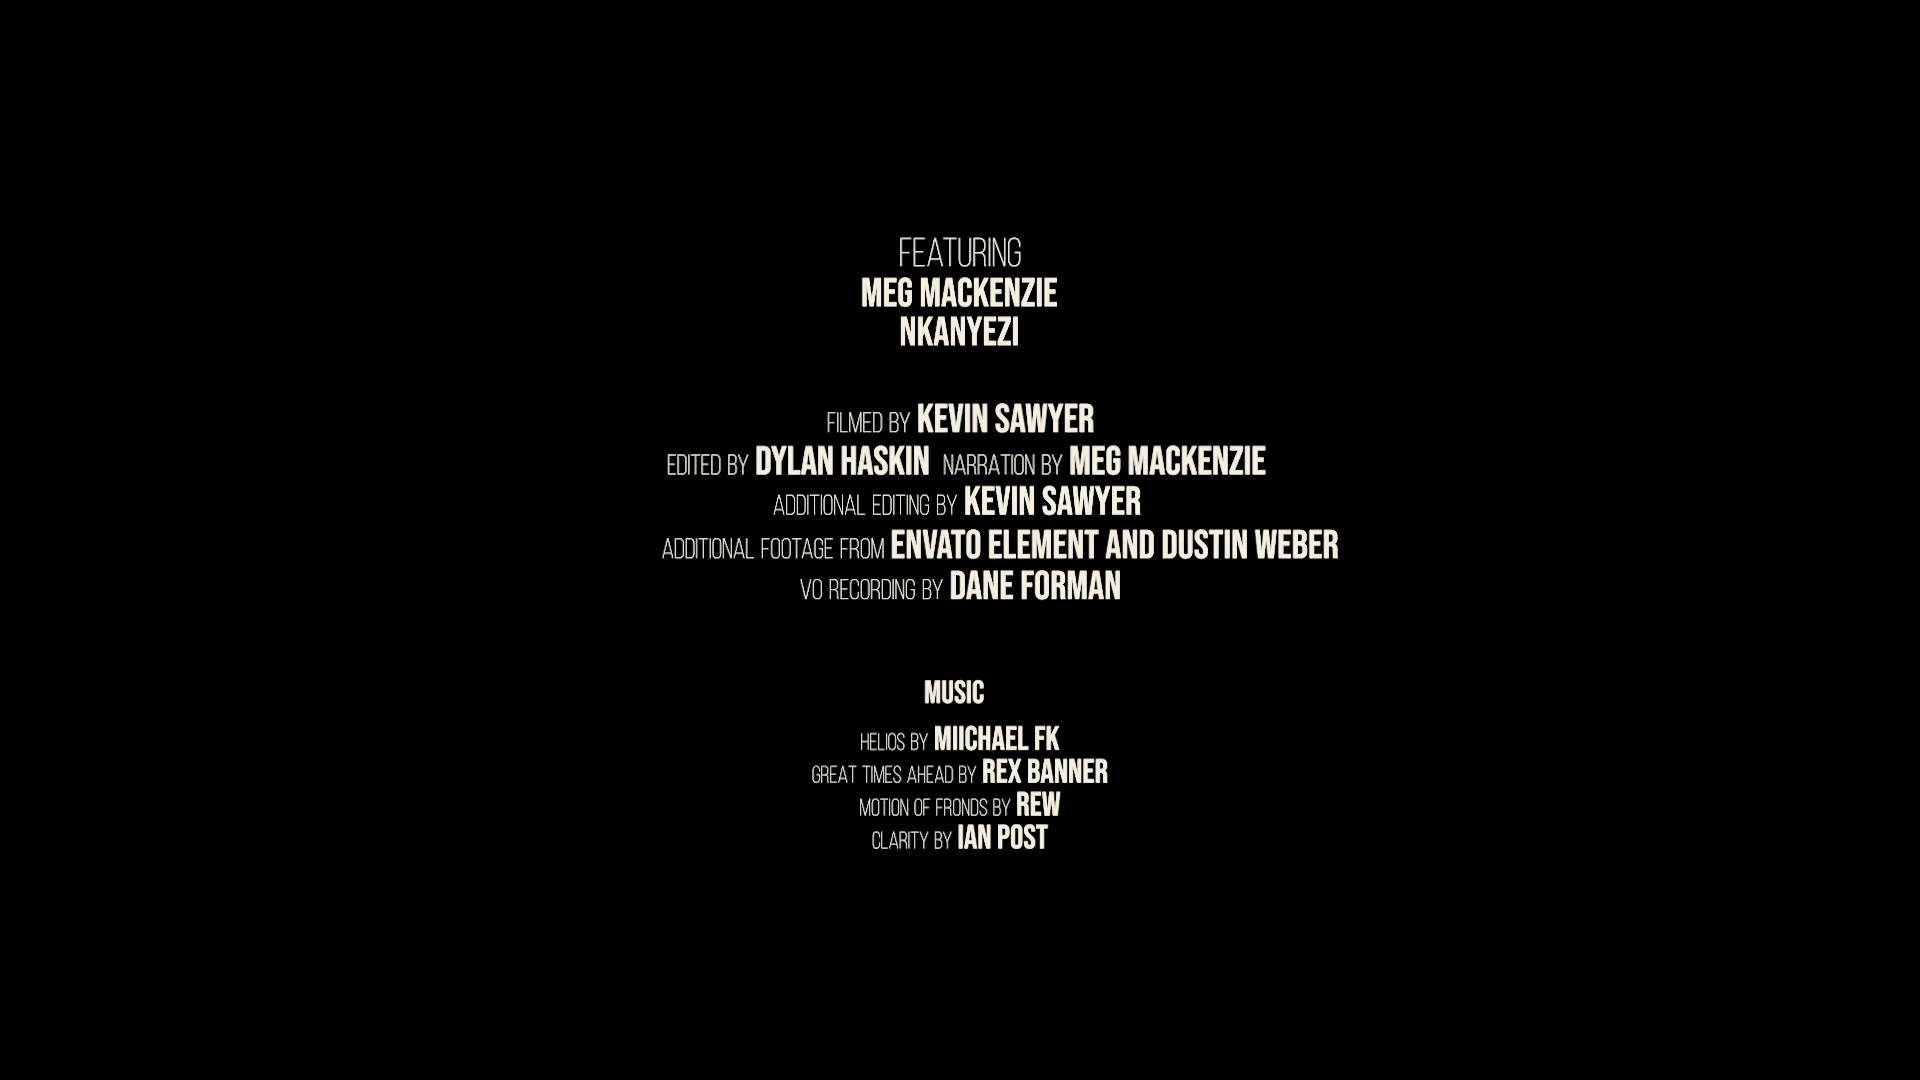 FEATURING
MEG MACKENZIE
NKANYEZI
FILMED BY KEVIN SAWYER
EDITED BY DYLAN HASKIN NARRATION BY MEG MACKENZIE
ADDITIONAL EDITING BY KEVIN SAWYER
ADDITIONAL FOOTAGE FROM ENVATO ELEMENT AND DUSTIN WEBER
VO RECORDING BY DANE FORMAN
MUSIC
HELIOS BY MIICHAEL FK
GREAT TIMES AHEAD BY REX BANNER
MOTION OF FRONDS BY REW
CLARITY BY IAN POST